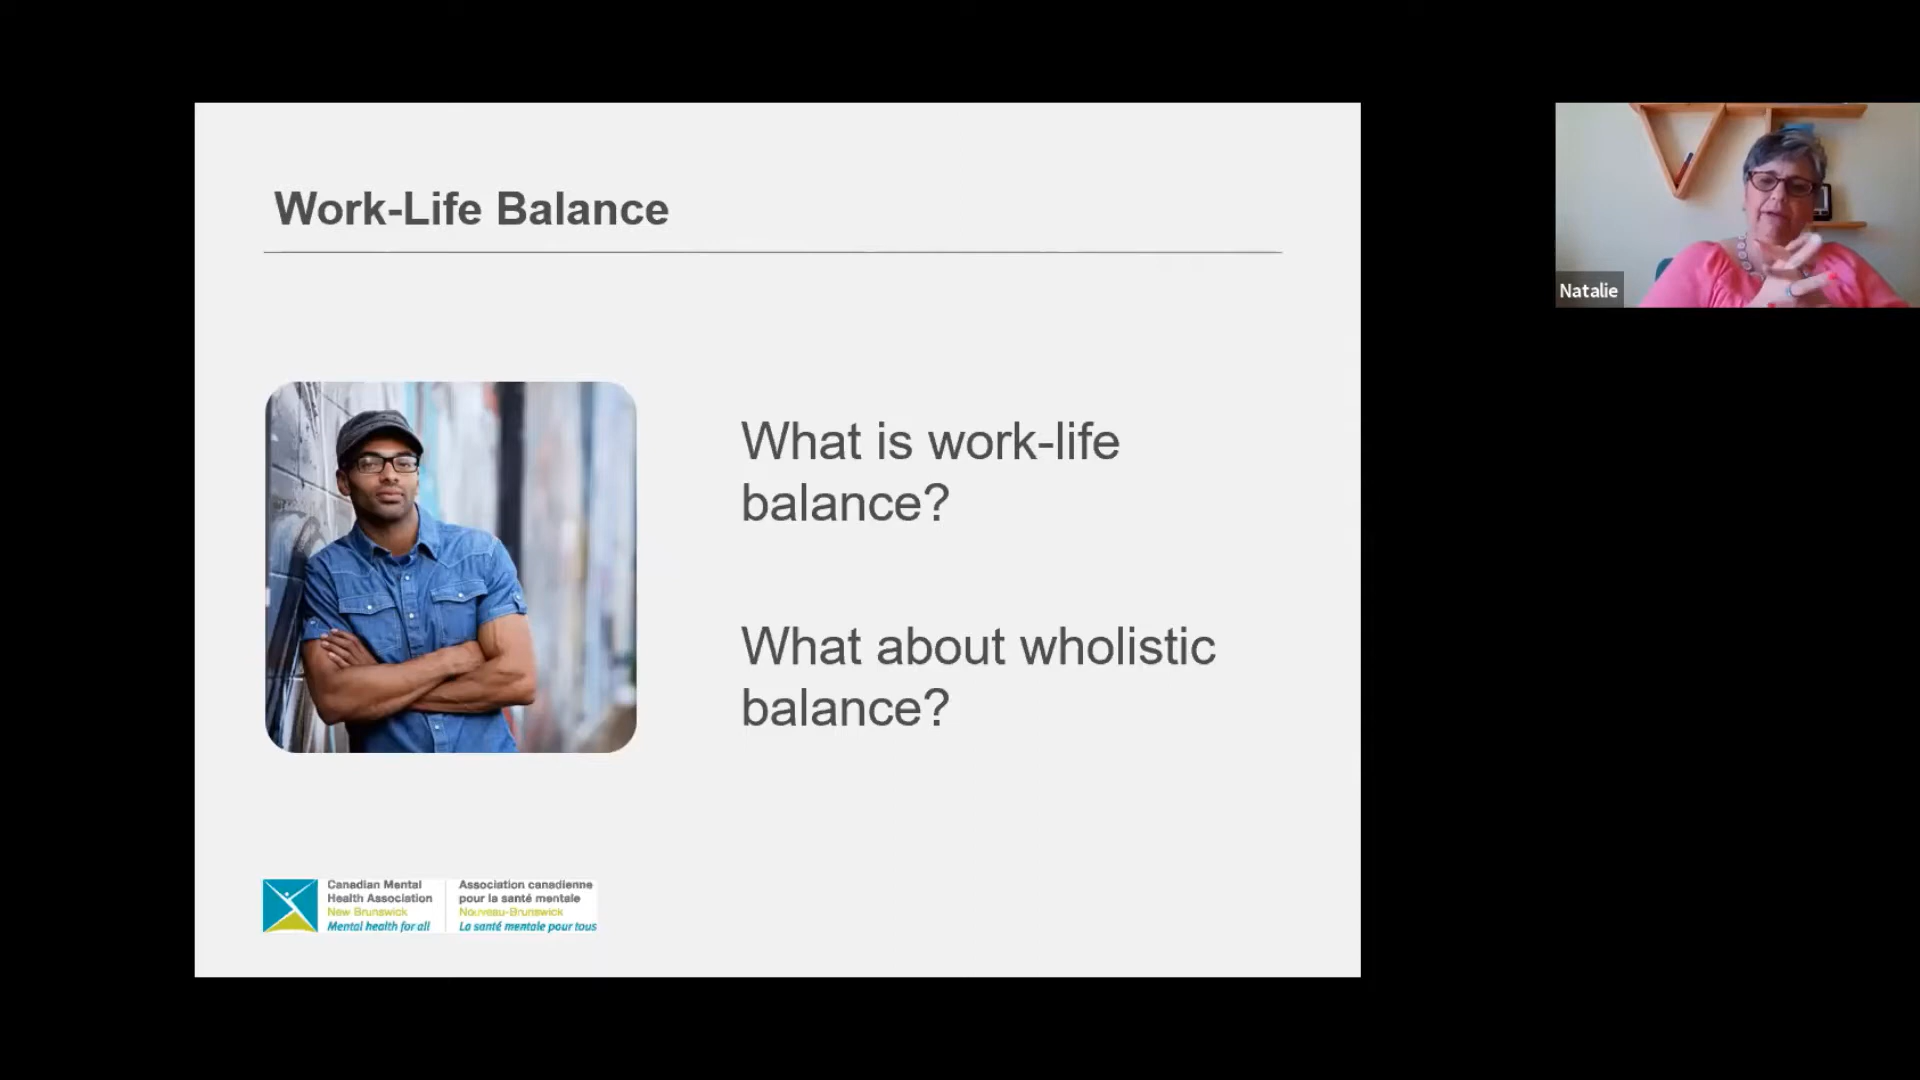 Work-Life Balance
What is work-life
balance?
What about wholistic
balance?
Canadian Mental
Health Association
New Brunswick
Mental health for all
Association canadienne
pour la santé mentale
Nouveau-Brunswick
La santé mentale pour tous
Natalie